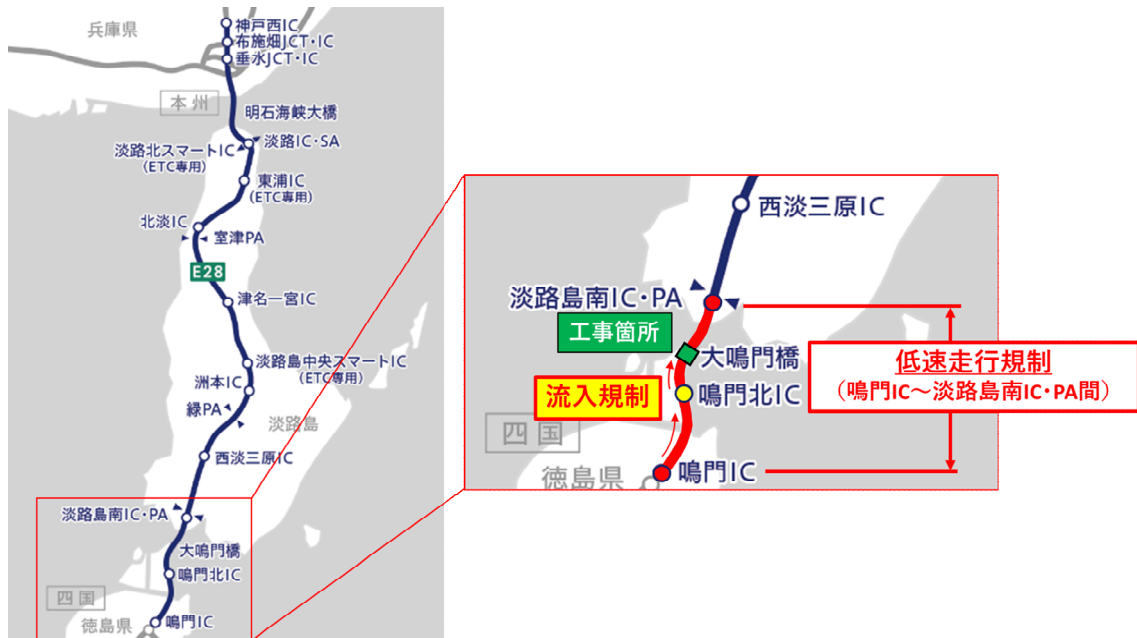 兵庫県
神戸西IC
布施畑JCT・IC
垂水JCT・IC
本州
明石海峡大橋
淡路IC・SA
淡路北スマートIC
(ETC専用)
東浦IC
(ETC専用)
北淡IC
室津PA
E28
津名一宮IC
淡路島中央スマートIC
(ETC専用)
洲本IC
緑PA
淡路島
西淡三原IC
淡路島南IC・PA
大鳴門橋
鳴門北IC
四国
徳島県
鳴門IC
西淡三原IC
淡路島南IC・PA
工事箇所
大鳴門橋
流入規制
鳴門北IC
四国
徳島県
鳴門IC
低速走行規制
(鳴門IC～淡路島南IC・PA間)